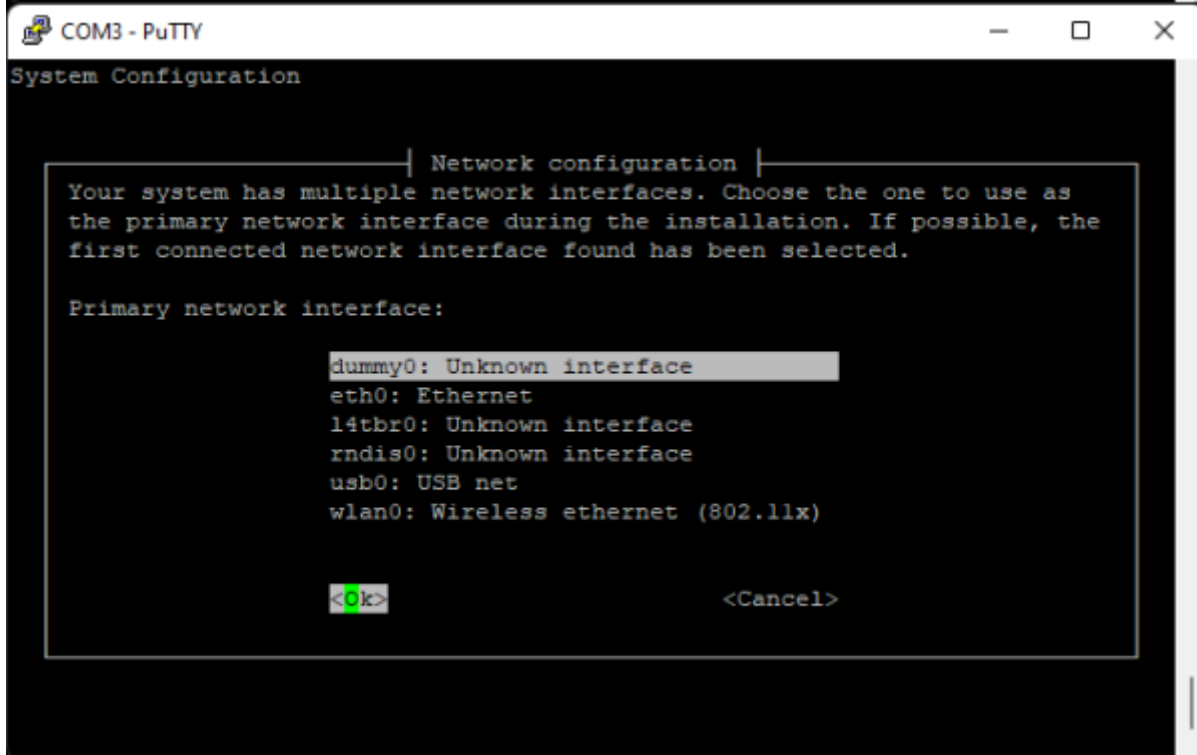 COM3 - PuTTY
System Configuration
Network configuration
Your system has multiple network interfaces. Choose the one to use as
the primary network interface during the installation. If possible, the
first connected network interface found has been selected.
Primary network interface:
dummy0: Unknown interface
eth0: Ethernet
l4tbr0: Unknown interface
rndis0: Unknown interface
usb0: USB net
wlan0: Wireless ethernet (802.11x)
<Ok> <Cancel>